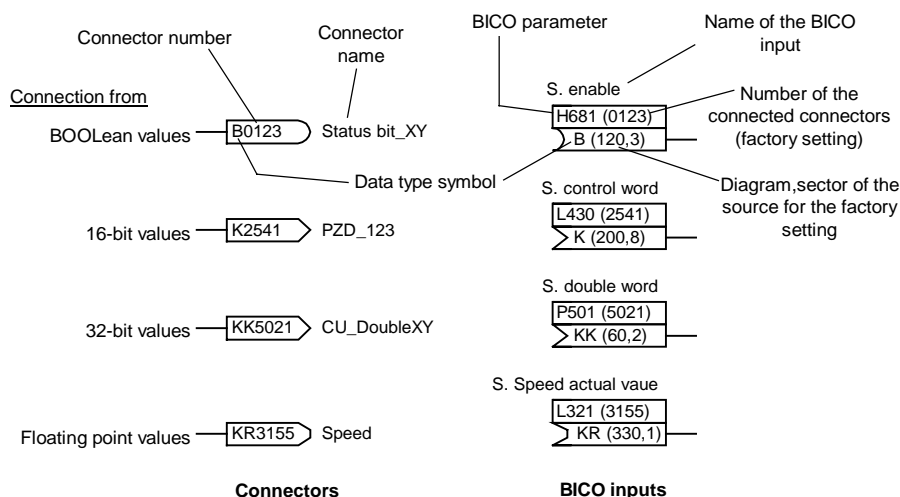 Connector number
Connector
name
BICO parameter
Name of the BICO
input
Connection from
BOOLean values
B0123
Status bit_XY
S. enable
H681 (0123)
B (120,3)
Number of the
connected connectors
(factory setting)
Data type symbol
Diagram,sector of the
source for the factory
setting
16-bit values
K2541
PZD_123
S. control word
L430 (2541)
K (200,8)
32-bit values
KK5021
CU_DoubleXY
S. double word
P501 (5021)
KK (60,2)
Floating point values
KR3155
Speed
S. Speed actual vaue
L321 (3155)
KR (330,1)
Connectors
BICO inputs